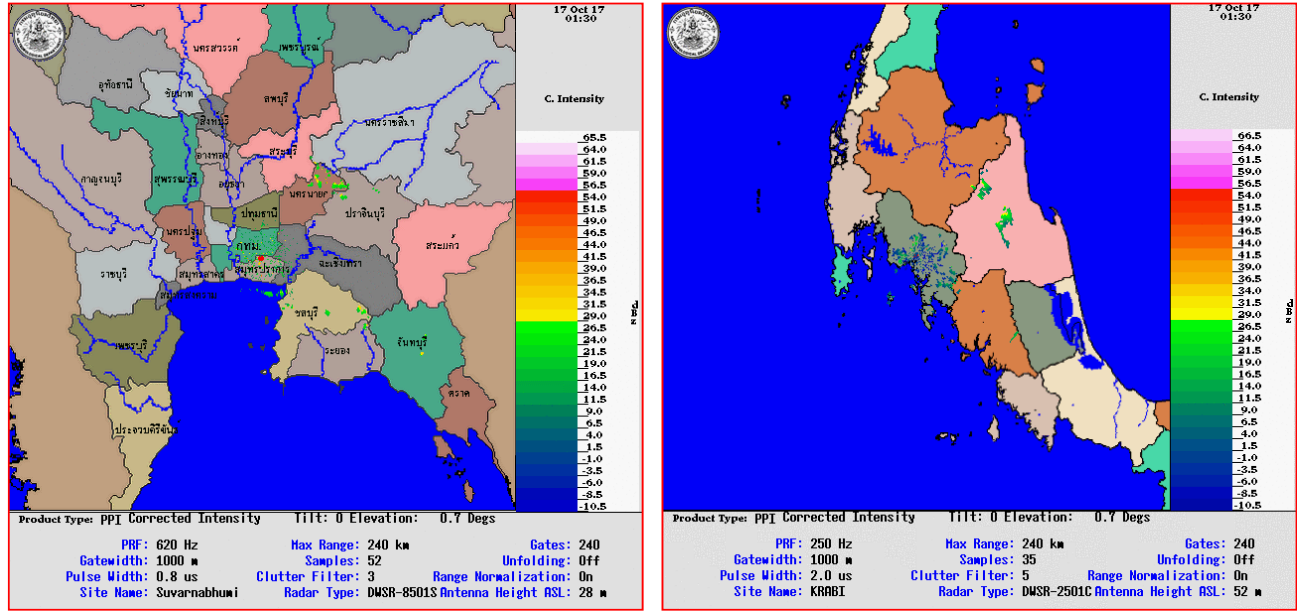 17 Oct 17
01:30
C. Intensity
65.5
64.0
61.5
59.0
56.5
54.0
51.5
49.0
46.5
44.0
41.5
39.0
36.5
34.0
31.5
29.0
26.5
24.0
21.5
19.0
16.5
14.0
11.5
9.0
6.5
4.0
1.5
-1.0
-3.5
-6.0
-8.5
-10.5
dBZ
นครสวรรค์
เพชรบูรณ์
อุทัยธานี
ชัยนาท
ลพบุรี
สิงห์บุรี
นครราชสีมา
สระบุรี
อ่างทอง
กาญจนบุรี
สุพรรณบุรี
อยุธยา
นครนายก
ปราจีนบุรี
ปทุมธานี
นครปฐม
สระแก้ว
กทม.
ฉะเชิงเทรา
ราชบุรี
สมุทรสาคร
สมุทรปราการ
สมุทรสงคราม
ชลบุรี
เพชรบุรี
ระยอง
จันทบุรี
ตราด
ประจวบคีรีขันธ์
Product Type: PPI Corrected Intensity Tilt: 0 Elevation: 0.7 Degs
PRF: 620 Hz Max Range: 240 km Gates: 240
Gatewidth: 1000 m Samples: 52 Unfolding: Off
Pulse Width: 0.8 us Clutter Filter: 3 Range Normalization: On
Site Name: Suvarnabhumi Radar Type: DWSR-8501S Antenna Height ASL: 28 m
17 Oct 17
01:30
C. Intensity
66.5
64.0
61.5
59.0
56.5
54.0
51.5
49.0
46.5
44.0
41.5
39.0
36.5
34.0
31.5
29.0
26.5
24.0
21.5
19.0
16.5
14.0
11.5
9.0
6.5
4.0
1.5
-1.0
-3.5
-6.0
-8.5
-10.5
dBZ
Product Type: PPI Corrected Intensity Tilt: 0 Elevation: 0.7 Degs
PRF: 250 Hz Max Range: 240 km Gates: 240
Gatewidth: 1000 m Samples: 35 Unfolding: Off
Pulse Width: 2.0 us Clutter Filter: 5 Range Normalization: On
Site Name: KRABI Radar Type: DWSR-2501C Antenna Height ASL: 52 m